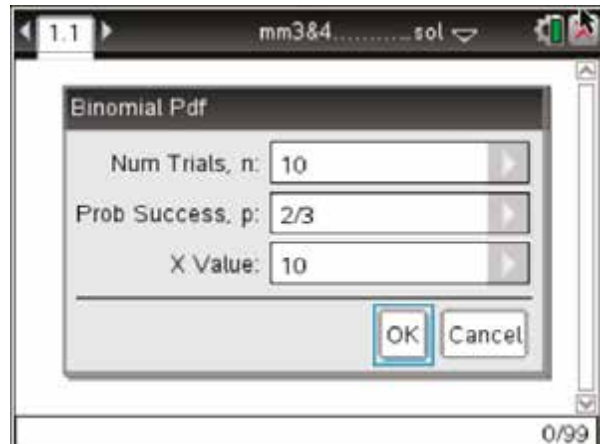 1.1 mm3&4...........sol
Binomial Pdf
Num Trials, n: 10
Prob Success, p: 2/3
X Value: 10
OK Cancel
0/99